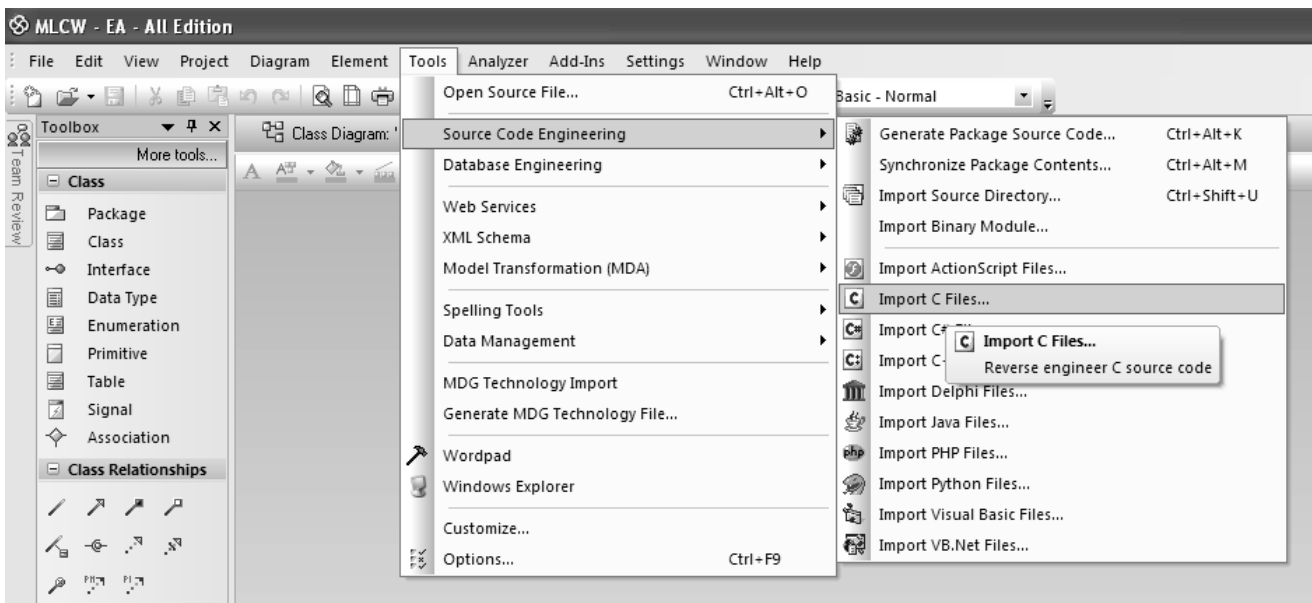 MLCW - EA - All Edition
File Edit View Project Diagram Element Tools Analyzer Add-Ins Settings Window Help
Basic - Normal
Team Review
Toolbox
More tools...
Class
Package
Class
Interface
Data Type
Enumeration
Primitive
Table
Signal
Association
Class Relationships
Class Diagram: '
Open Source File... Ctrl+Alt+O
Source Code Engineering
Database Engineering
Web Services
XML Schema
Model Transformation (MDA)
Spelling Tools
Data Management
MDG Technology Import
Generate MDG Technology File...
Wordpad
Windows Explorer
Customize...
Options... Ctrl+F9
Generate Package Source Code... Ctrl+Alt+K
Synchronize Package Contents... Ctrl+Alt+M
Import Source Directory... Ctrl+Shift+U
Import Binary Module...
Import ActionScript Files...
C Import C Files...
C# Import C#
Import C
C Import C Files...
Reverse engineer C source code
Import Delphi Files...
Import Java Files...
php Import PHP Files...
Import Python Files...
Import Visual Basic Files...
Import VB.Net Files...